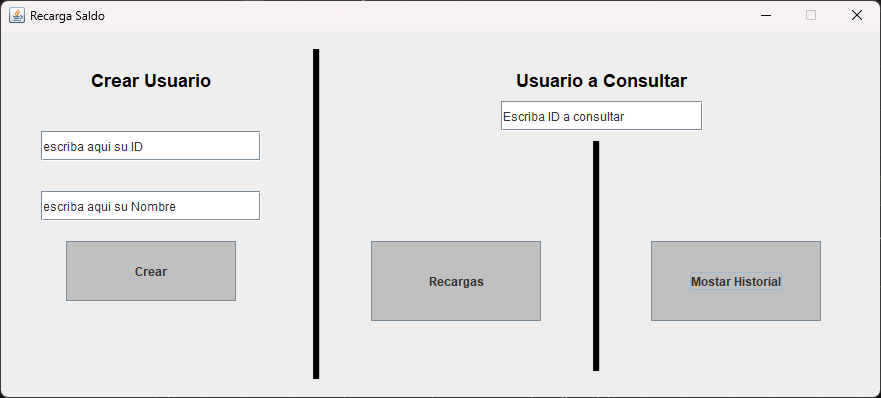 Recarga Saldo
Crear Usuario
escriba aqui su ID
escriba aqui su Nombre
Crear
Usuario a Consultar
Escriba ID a consultar
Recargas
Mostar Historial